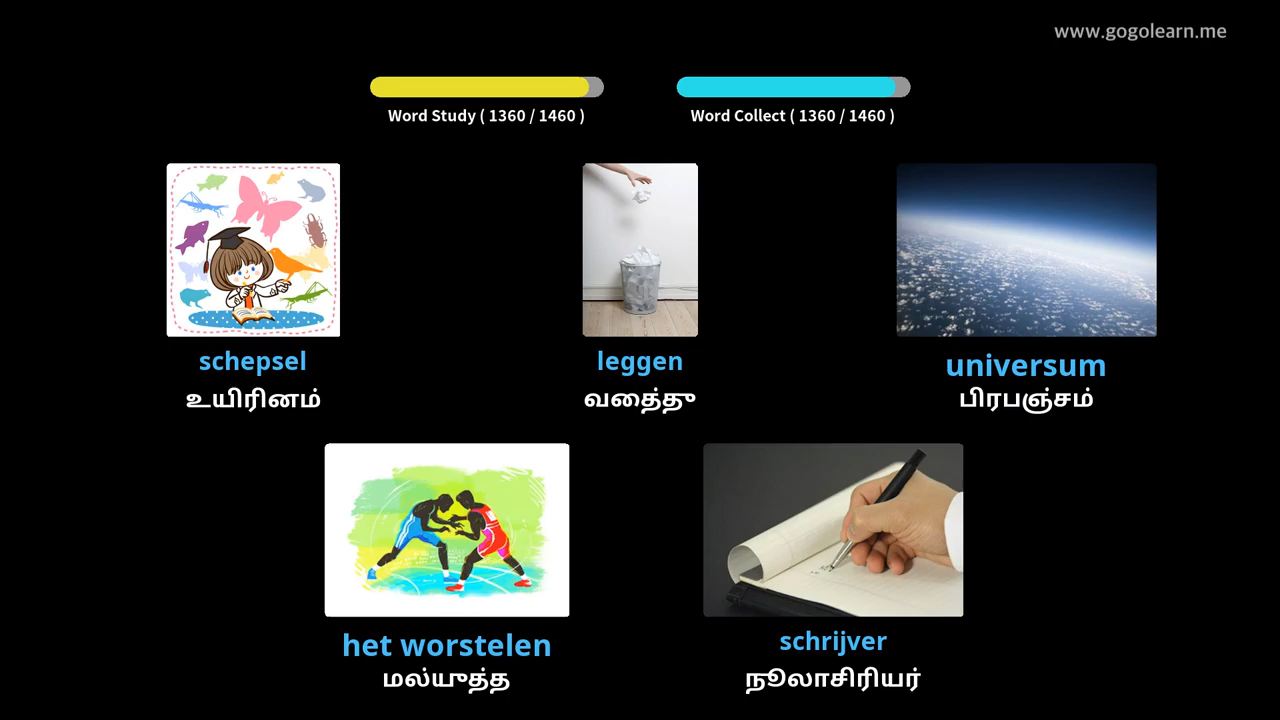 www.gogolearn.me
Word Study ( 1360 / 1460 )
Word Collect ( 1360 / 1460 )
schepsel
உயிரினம்
leggen
வைத்து
universum
பிரபஞ்சம்
het worstelen
மல்யுத்த
schrijver
நூலாசிரியர்